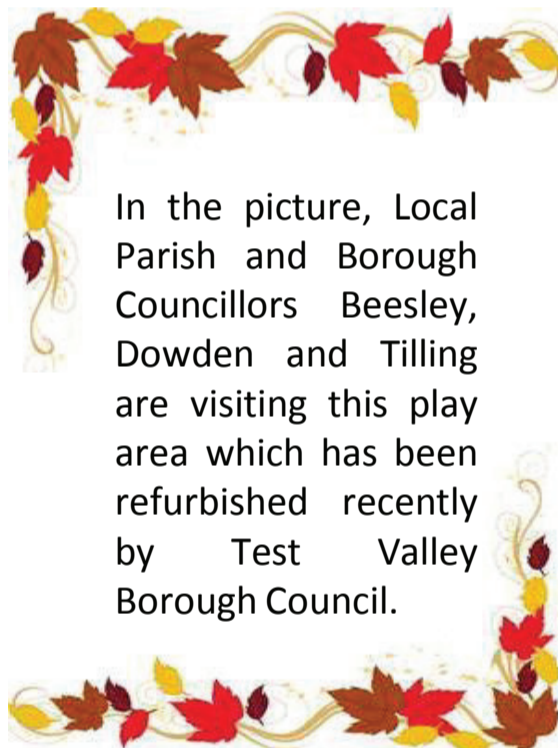 In the picture, Local
Parish and Borough
Councillors Beesley,
Dowden and Tilling
are visiting this play
area which has been
refurbished recently
by Test Valley
Borough Council.